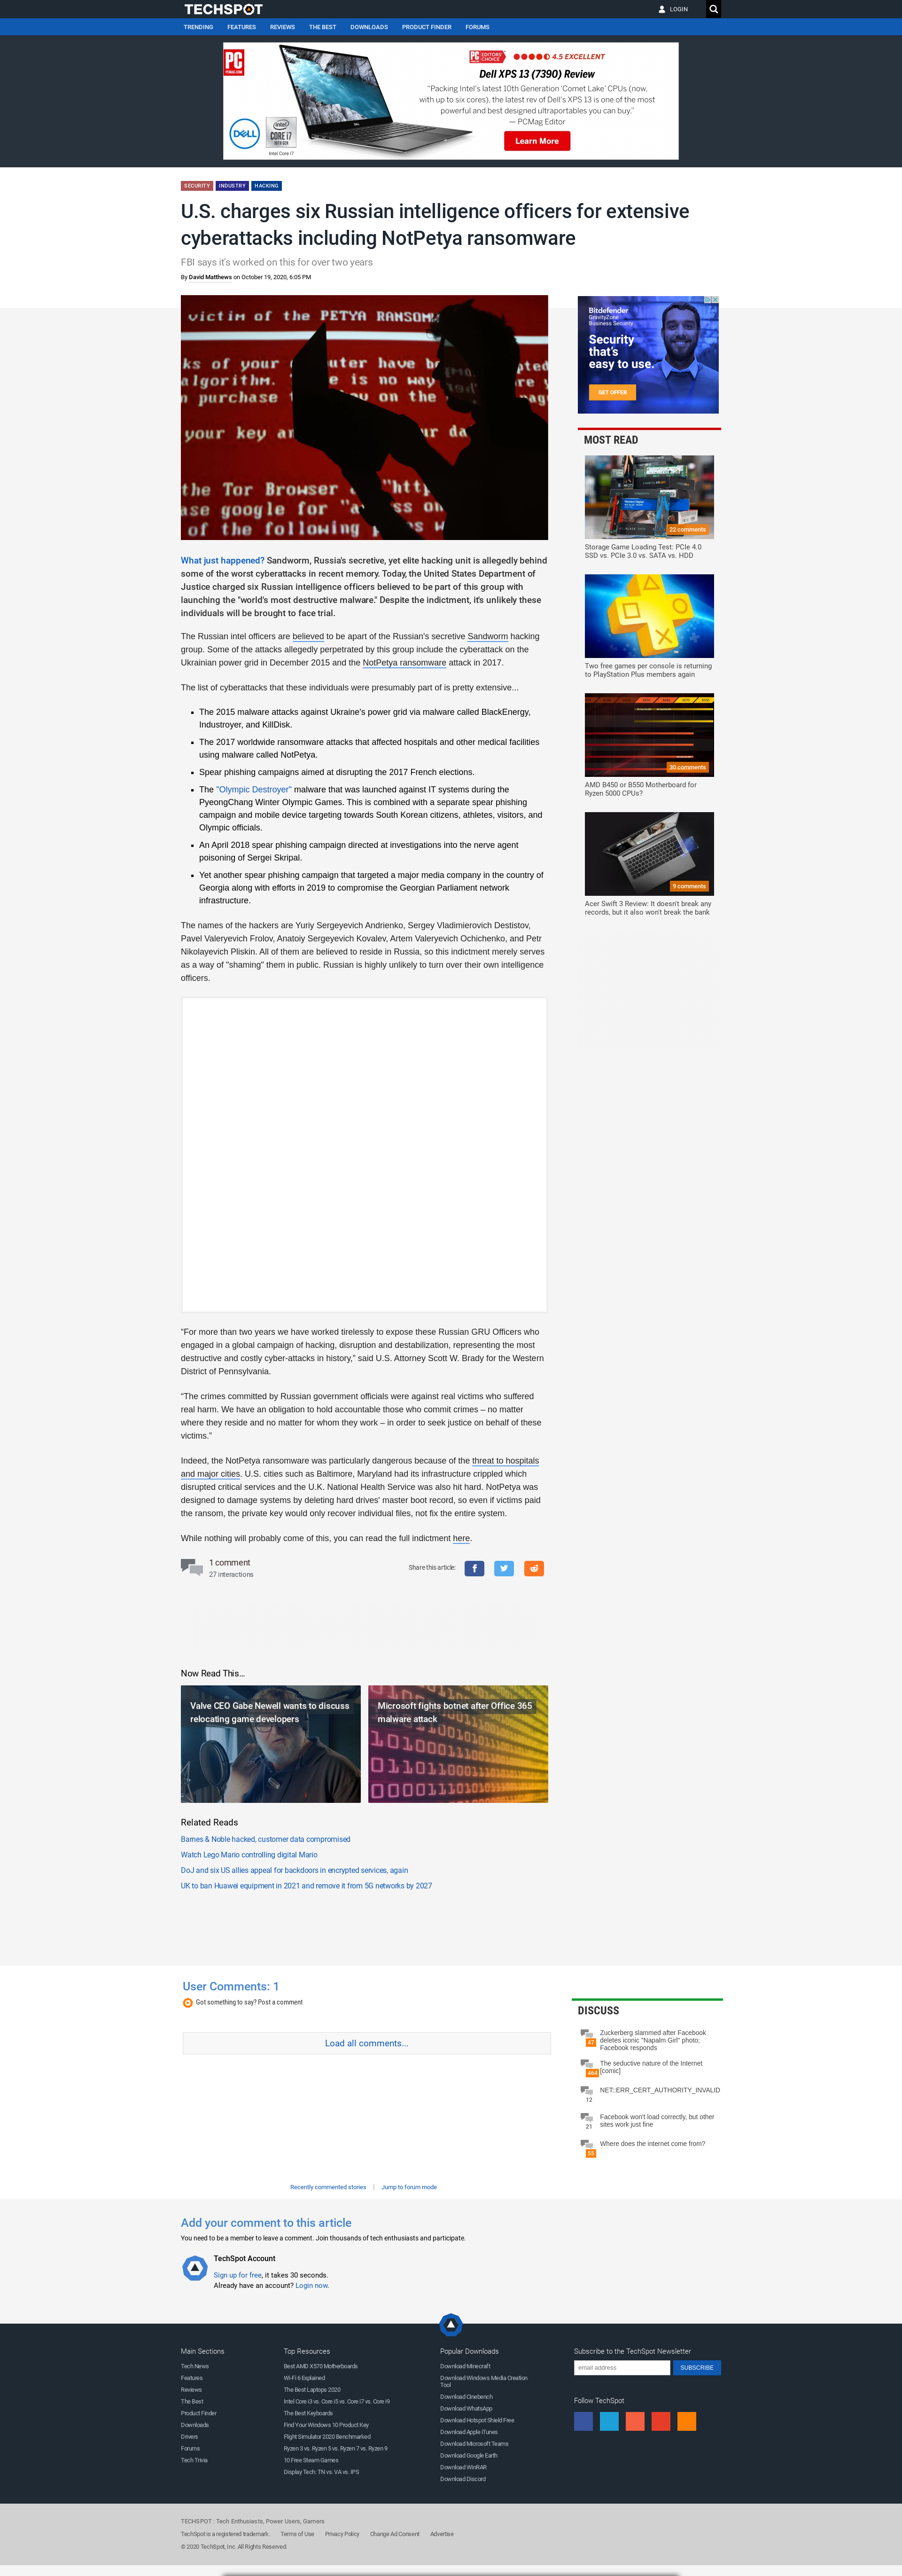 TECHSPOT
LOGIN
TRENDING FEATURES REVIEWS THE BEST DOWNLOADS PRODUCT FINDER FORUMS
PC
PCMAG.COM
PC EDITORS' CHOICE
4.5 EXCELLENT
Dell XPS 13 (7390) Review
"Packing Intel's latest 10th Generation 'Comet Lake' CPUs (now,
with up to six cores), the latest rev of Dell's XPS 13 is one of the most
powerful and best designed ultraportables you can buy."
— PCMag Editor
Learn More
DELL
intel CORE i7 10TH GEN
Intel Core i7
SECURITY INDUSTRY HACKING
U.S. charges six Russian intelligence officers for extensive
cyberattacks including NotPetya ransomware
FBI says it's worked on this for over two years
By David Matthews on October 19, 2020, 6:05 PM
victim of the PETYA RANSOM
the Tor Browser
Bitdefender
GravityZone
Business Security
Security
that's
easy to use.
GET OFFER
MOST READ
22 comments
Storage Game Loading Test: PCIe 4.0
SSD vs. PCIe 3.0 vs. SATA vs. HDD
Two free games per console is returning
to PlayStation Plus members again
30 comments
AMD B450 or B550 Motherboard for
Ryzen 5000 CPUs?
9 comments
Acer Swift 3 Review: It doesn't break any
records, but it also won't break the bank
What just happened? Sandworm, Russia's secretive, yet elite hacking unit is allegedly behind
some of the worst cyberattacks in recent memory. Today, the United States Department of
Justice charged six Russian intelligence officers believed to be part of this group with
launching the "world's most destructive malware." Despite the indictment, it's unlikely these
individuals will be brought to face trial.
The Russian intel officers are believed to be apart of the Russian's secretive Sandworm hacking
group. Some of the attacks allegedly perpetrated by this group include the cyberattack on the
Ukrainian power grid in December 2015 and the NotPetya ransomware attack in 2017.
The list of cyberattacks that these individuals were presumably part of is pretty extensive...
The 2015 malware attacks against Ukraine's power grid via malware called BlackEnergy,
Industroyer, and KillDisk.
The 2017 worldwide ransomware attacks that affected hospitals and other medical facilities
using malware called NotPetya.
Spear phishing campaigns aimed at disrupting the 2017 French elections.
The "Olympic Destroyer" malware that was launched against IT systems during the
PyeongChang Winter Olympic Games. This is combined with a separate spear phishing
campaign and mobile device targeting towards South Korean citizens, athletes, visitors, and
Olympic officials.
An April 2018 spear phishing campaign directed at investigations into the nerve agent
poisoning of Sergei Skripal.
Yet another spear phishing campaign that targeted a major media company in the country of
Georgia along with efforts in 2019 to compromise the Georgian Parliament network
infrastructure.
The names of the hackers are Yuriy Sergeyevich Andrienko, Sergey Vladimierovich Destistov,
Pavel Valeryevich Frolov, Anatoiy Sergeyevich Kovalev, Artem Valeryevich Ochichenko, and Petr
Nikolayevich Pliskin. All of them are believed to reside in Russia, so this indictment merely serves
as a way of "shaming" them in public. Russian is highly unlikely to turn over their own intelligence
officers.
"For more than two years we have worked tirelessly to expose these Russian GRU Officers who
engaged in a global campaign of hacking, disruption and destabilization, representing the most
destructive and costly cyber-attacks in history," said U.S. Attorney Scott W. Brady for the Western
District of Pennsylvania.
"The crimes committed by Russian government officials were against real victims who suffered
real harm. We have an obligation to hold accountable those who commit crimes – no matter
where they reside and no matter for whom they work – in order to seek justice on behalf of these
victims."
Indeed, the NotPetya ransomware was particularly dangerous because of the threat to hospitals
and major cities. U.S. cities such as Baltimore, Maryland had its infrastructure crippled which
disrupted critical services and the U.K. National Health Service was also hit hard. NotPetya was
designed to damage systems by deleting hard drives' master boot record, so even if victims paid
the ransom, the private key would only recover individual files, not fix the entire system.
While nothing will probably come of this, you can read the full indictment here.
1 comment
27 interactions
Share this article:
Now Read This...
Valve CEO Gabe Newell wants to discuss
relocating game developers
Microsoft fights botnet after Office 365
malware attack
Related Reads
Barnes & Noble hacked, customer data compromised
Watch Lego Mario controlling digital Mario
DoJ and six US allies appeal for backdoors in encrypted services, again
UK to ban Huawei equipment in 2021 and remove it from 5G networks by 2027
User Comments: 1
Got something to say? Post a comment
Load all comments...
Recently commented stories | Jump to forum mode
DISCUSS
47
Zuckerberg slammed after Facebook
deletes iconic "Napalm Girl" photo;
Facebook responds
464
The seductive nature of the Internet
[comic]
12
NET::ERR_CERT_AUTHORITY_INVALID
21
Facebook won't load correctly, but other
sites work just fine
55
Where does the internet come from?
Add your comment to this article
You need to be a member to leave a comment. Join thousands of tech enthusiasts and participate.
TechSpot Account
Sign up for free, it takes 30 seconds.
Already have an account? Login now.
Main Sections
Tech News
Features
Reviews
The Best
Product Finder
Downloads
Drivers
Forums
Tech Trivia
Top Resources
Best AMD X570 Motherboards
Wi-Fi 6 Explained
The Best Laptops 2020
Intel Core i3 vs. Core i5 vs. Core i7 vs. Core i9
The Best Keyboards
Find Your Windows 10 Product Key
Flight Simulator 2020 Benchmarked
Ryzen 3 vs. Ryzen 5 vs. Ryzen 7 vs. Ryzen 9
10 Free Steam Games
Display Tech: TN vs. VA vs. IPS
Popular Downloads
Download Minecraft
Download Windows Media Creation
Tool
Download Cinebench
Download WhatsApp
Download Hotspot Shield Free
Download Apple iTunes
Download Microsoft Teams
Download Google Earth
Download WinRAR
Download Discord
Subscribe to the TechSpot Newsletter
email address SUBSCRIBE
Follow TechSpot
TECHSPOT : Tech Enthusiasts, Power Users, Gamers
TechSpot is a registered trademark. Terms of Use Privacy Policy Change Ad Consent Advertise
© 2020 TechSpot, Inc. All Rights Reserved.